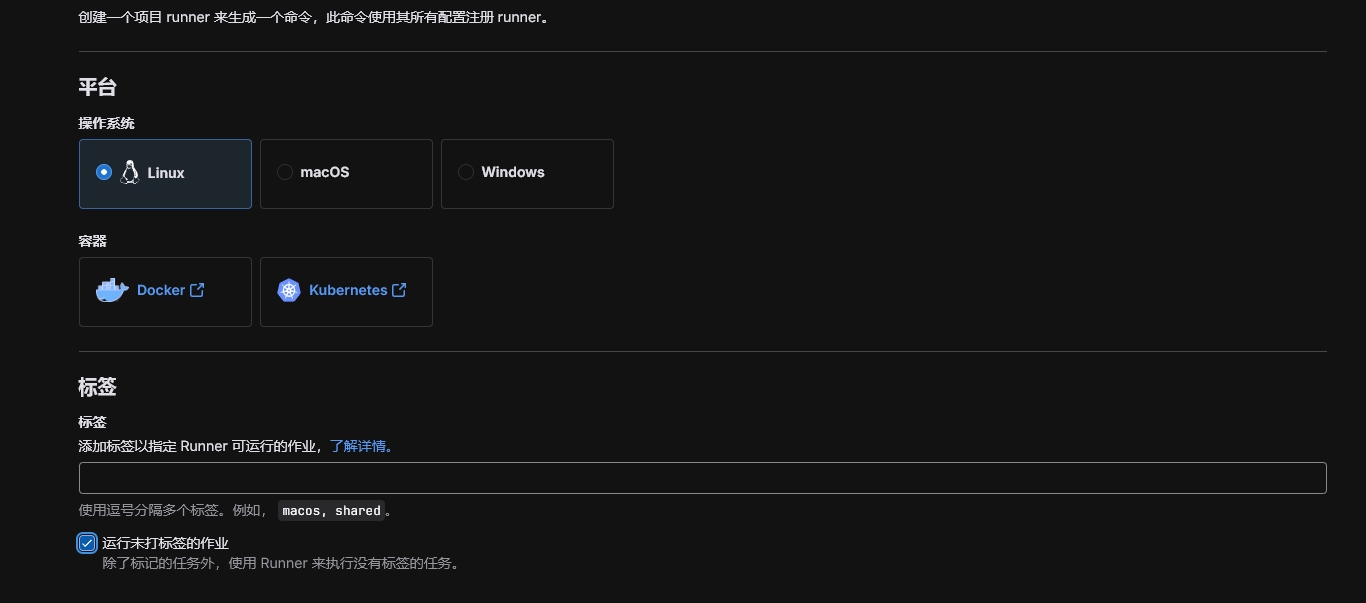 创建一个项目 runner 来生成一个命令，此命令使用其所有配置注册 runner。
平台
操作系统
Linux
macOS
Windows
容器
Docker
Kubernetes
标签
标签
添加标签以指定 Runner 可运行的作业，了解详情。
使用逗号分隔多个标签。例如， macos, shared。
运行未打标签的作业
除了标记的任务外，使用 Runner 来执行没有标签的任务。